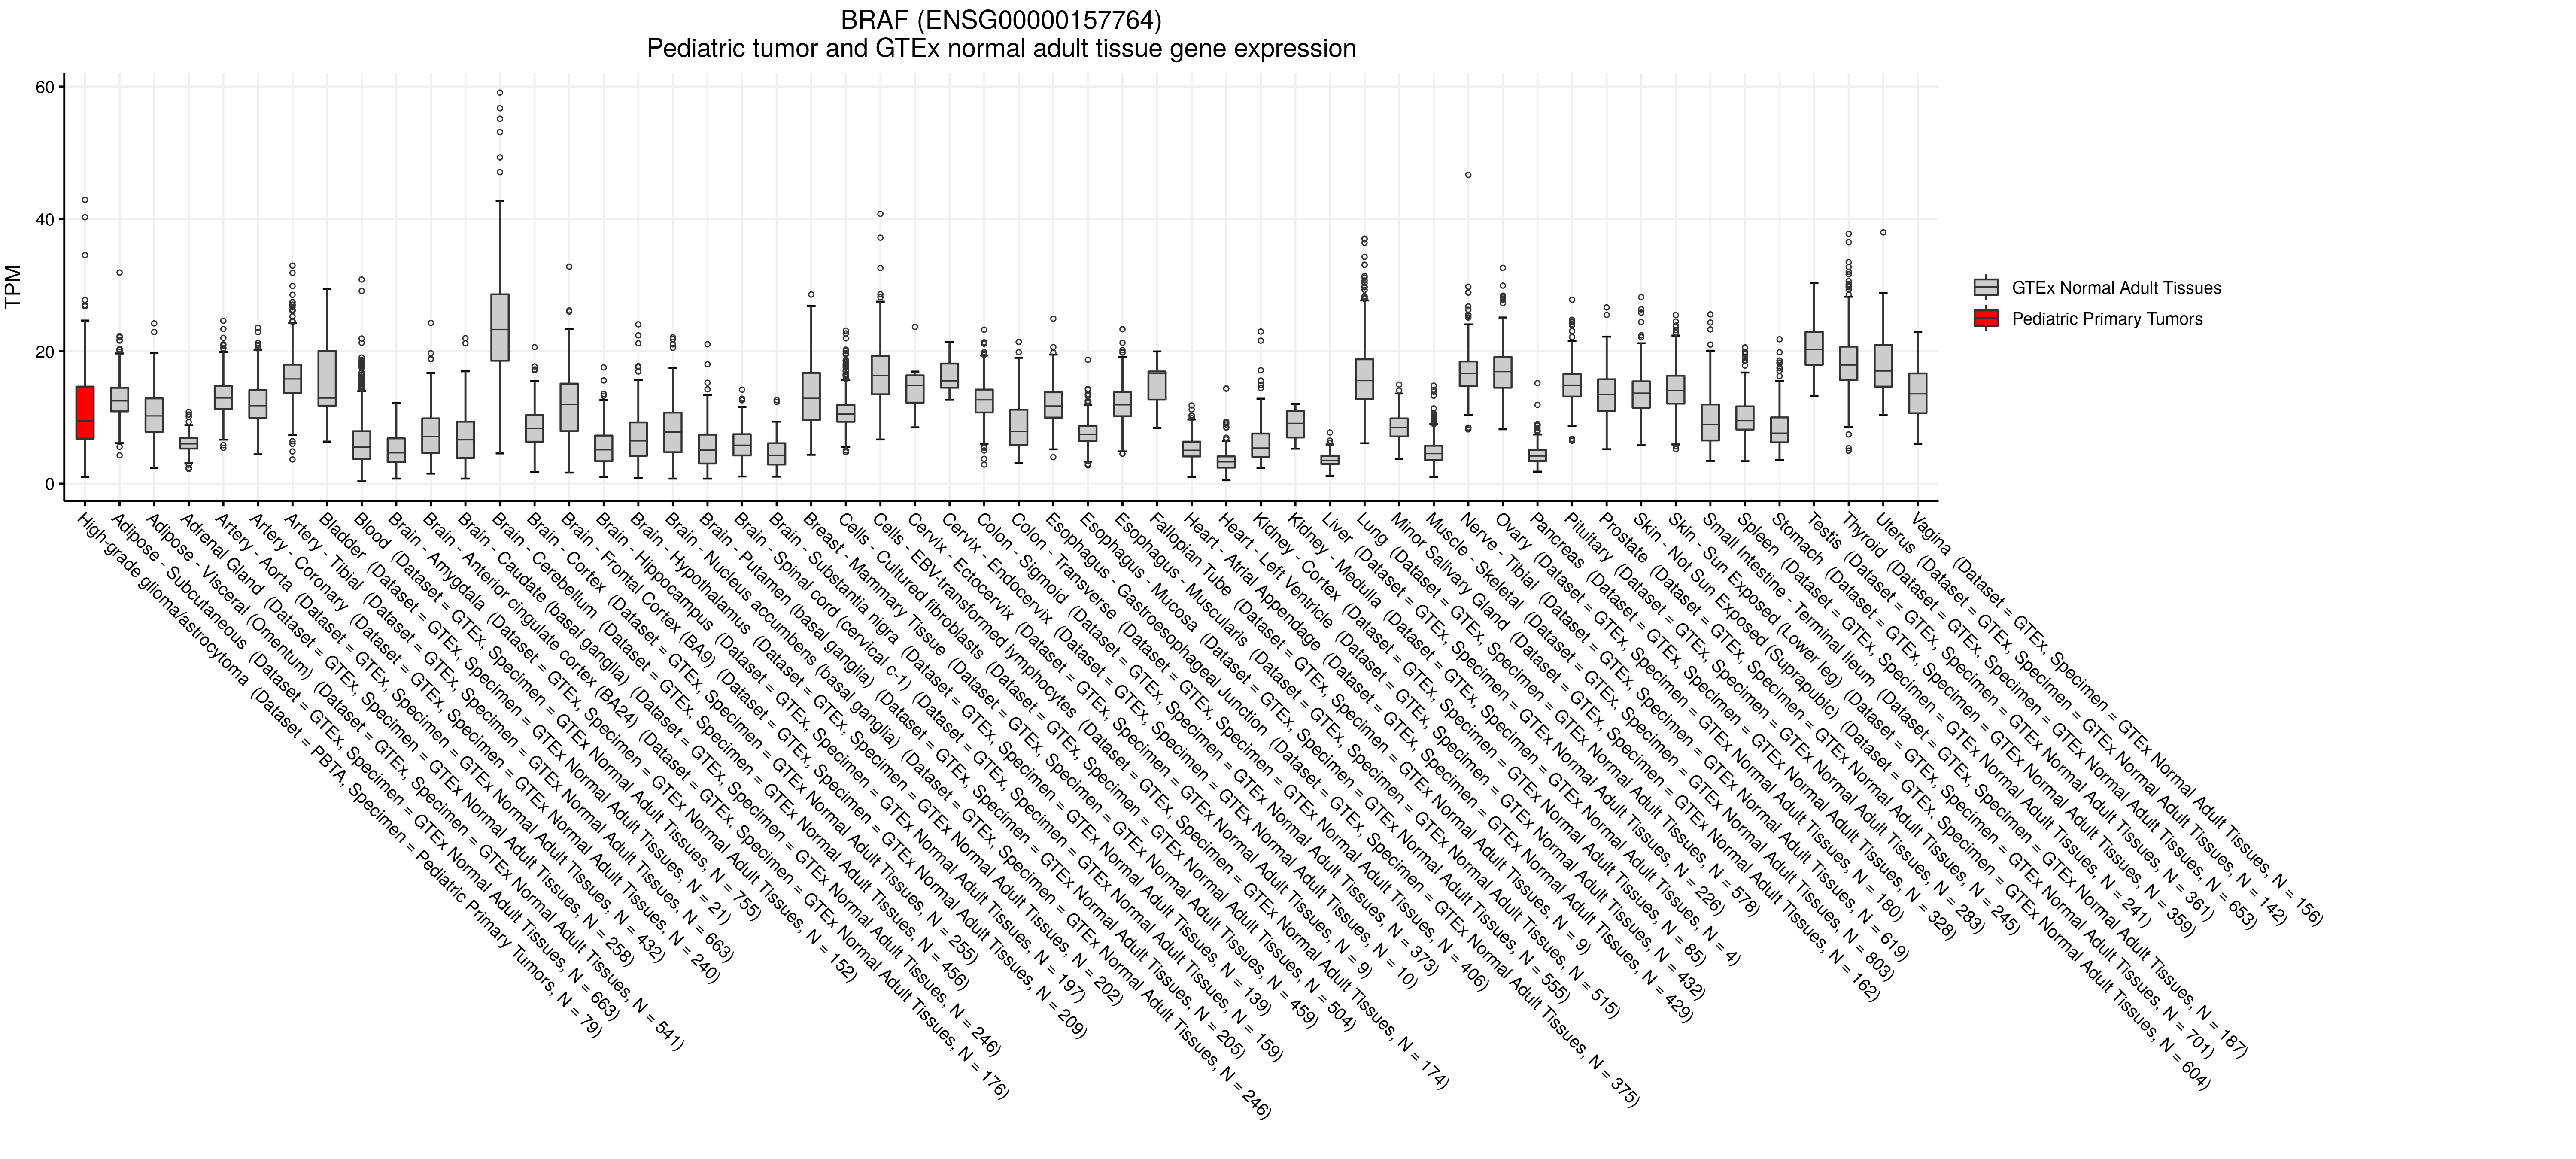 BRAF (ENSG00000157764)
Pediatric tumor and GTEx normal adult tissue gene expression
TPM
60
40
20
0
High-grade glioma/astrocytoma (Dataset = PBTA, Specimen = Pediatric Primary Tumors, N = 79)
Adipose - Subcutaneous (Dataset = GTEx, Specimen = GTEx Normal Adult Tissues, N = 663)
Adipose - Visceral (Omentum) (Dataset = GTEx, Specimen = GTEx Normal Adult Tissues, N = 541)
Adrenal Gland (Dataset = GTEx, Specimen = GTEx Normal Adult Tissues, N = 258)
Artery - Aorta (Dataset = GTEx, Specimen = GTEx Normal Adult Tissues, N = 432)
Artery - Coronary (Dataset = GTEx, Specimen = GTEx Normal Adult Tissues, N = 240)
Artery - Tibial (Dataset = GTEx, Specimen = GTEx Normal Adult Tissues, N = 663)
Bladder (Dataset = GTEx, Specimen = GTEx Normal Adult Tissues, N = 21)
Blood (Dataset = GTEx, Specimen = GTEx Normal Adult Tissues, N = 755)
Brain - Amygdala (Dataset = GTEx, Specimen = GTEx Normal Adult Tissues, N = 152)
Brain - Anterior cingulate cortex (BA24) (Dataset = GTEx, Specimen = GTEx Normal Adult Tissues, N = 176)
Brain - Caudate (basal ganglia) (Dataset = GTEx, Specimen = GTEx Normal Adult Tissues, N = 246)
Brain - Cerebellum (Dataset = GTEx, Specimen = GTEx Normal Adult Tissues, N = 456)
Brain - Cortex (Dataset = GTEx, Specimen = GTEx Normal Adult Tissues, N = 255)
Brain - Frontal Cortex (BA9) (Dataset = GTEx, Specimen = GTEx Normal Adult Tissues, N = 209)
Brain - Hippocampus (Dataset = GTEx, Specimen = GTEx Normal Adult Tissues, N = 197)
Brain - Hypothalamus (Dataset = GTEx, Specimen = GTEx Normal Adult Tissues, N = 202)
Brain - Nucleus accumbens (basal ganglia) (Dataset = GTEx, Specimen = GTEx Normal Adult Tissues, N = 246)
Brain - Putamen (basal ganglia) (Dataset = GTEx, Specimen = GTEx Normal Adult Tissues, N = 205)
Brain - Spinal cord (cervical c-1) (Dataset = GTEx, Specimen = GTEx Normal Adult Tissues, N = 159)
Brain - Substantia nigra (Dataset = GTEx, Specimen = GTEx Normal Adult Tissues, N = 139)
Breast - Mammary Tissue (Dataset = GTEx, Specimen = GTEx Normal Adult Tissues, N = 459)
Cells - Cultured fibroblasts (Dataset = GTEx, Specimen = GTEx Normal Adult Tissues, N = 504)
Cells - EBV-transformed lymphocytes (Dataset = GTEx, Specimen = GTEx Normal Adult Tissues, N = 174)
Cervix - Ectocervix (Dataset = GTEx, Specimen = GTEx Normal Adult Tissues, N = 9)
Cervix - Endocervix (Dataset = GTEx, Specimen = GTEx Normal Adult Tissues, N = 10)
Colon - Sigmoid (Dataset = GTEx, Specimen = GTEx Normal Adult Tissues, N = 373)
Colon - Transverse (Dataset = GTEx, Specimen = GTEx Normal Adult Tissues, N = 406)
Esophagus - Gastroesophageal Junction (Dataset = GTEx, Specimen = GTEx Normal Adult Tissues, N = 375)
Esophagus - Mucosa (Dataset = GTEx, Specimen = GTEx Normal Adult Tissues, N = 555)
Esophagus - Muscularis (Dataset = GTEx, Specimen = GTEx Normal Adult Tissues, N = 515)
Fallopian Tube (Dataset = GTEx, Specimen = GTEx Normal Adult Tissues, N = 9)
Heart - Atrial Appendage (Dataset = GTEx, Specimen = GTEx Normal Adult Tissues, N = 429)
Heart - Left Ventricle (Dataset = GTEx, Specimen = GTEx Normal Adult Tissues, N = 432)
Kidney - Cortex (Dataset = GTEx, Specimen = GTEx Normal Adult Tissues, N = 85)
Kidney - Medulla (Dataset = GTEx, Specimen = GTEx Normal Adult Tissues, N = 4)
Liver (Dataset = GTEx, Specimen = GTEx Normal Adult Tissues, N = 226)
Lung (Dataset = GTEx, Specimen = GTEx Normal Adult Tissues, N = 578)
Minor Salivary Gland (Dataset = GTEx, Specimen = GTEx Normal Adult Tissues, N = 162)
Muscle - Skeletal (Dataset = GTEx, Specimen = GTEx Normal Adult Tissues, N = 803)
Nerve - Tibial (Dataset = GTEx, Specimen = GTEx Normal Adult Tissues, N = 619)
Ovary (Dataset = GTEx, Specimen = GTEx Normal Adult Tissues, N = 180)
Pancreas (Dataset = GTEx, Specimen = GTEx Normal Adult Tissues, N = 328)
Pituitary (Dataset = GTEx, Specimen = GTEx Normal Adult Tissues, N = 283)
Prostate (Dataset = GTEx, Specimen = GTEx Normal Adult Tissues, N = 245)
Skin - Not Sun Exposed (Suprapubic) (Dataset = GTEx, Specimen = GTEx Normal Adult Tissues, N = 604)
Skin - Sun Exposed (Lower leg) (Dataset = GTEx, Specimen = GTEx Normal Adult Tissues, N = 701)
Small Intestine - Terminal Ileum (Dataset = GTEx, Specimen = GTEx Normal Adult Tissues, N = 187)
Spleen (Dataset = GTEx, Specimen = GTEx Normal Adult Tissues, N = 241)
Stomach (Dataset = GTEx, Specimen = GTEx Normal Adult Tissues, N = 359)
Testis (Dataset = GTEx, Specimen = GTEx Normal Adult Tissues, N = 361)
Thyroid (Dataset = GTEx, Specimen = GTEx Normal Adult Tissues, N = 653)
Uterus (Dataset = GTEx, Specimen = GTEx Normal Adult Tissues, N = 142)
Vagina (Dataset = GTEx, Specimen = GTEx Normal Adult Tissues, N = 156)
GTEx Normal Adult Tissues
Pediatric Primary Tumors